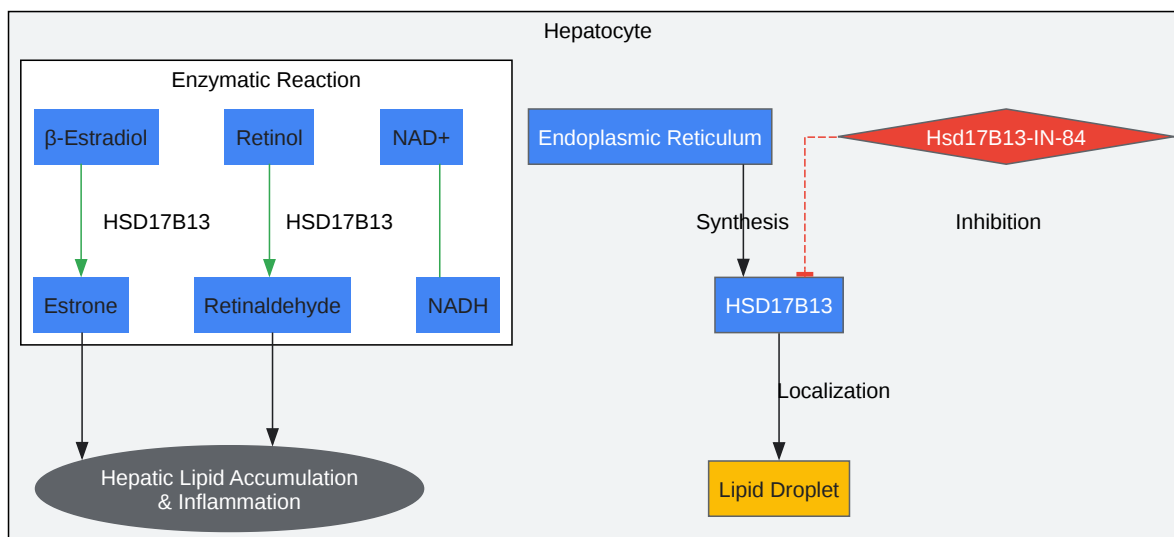 Hepatocyte
Enzymatic Reaction
β-Estradiol
Retinol
NAD+
HSD17B13
HSD17B13
Estrone
Retinaldehyde
NADH
Hepatic Lipid Accumulation
& Inflammation
Endoplasmic Reticulum
Hsd17B13-IN-84
Synthesis
Inhibition
HSD17B13
Localization
Lipid Droplet